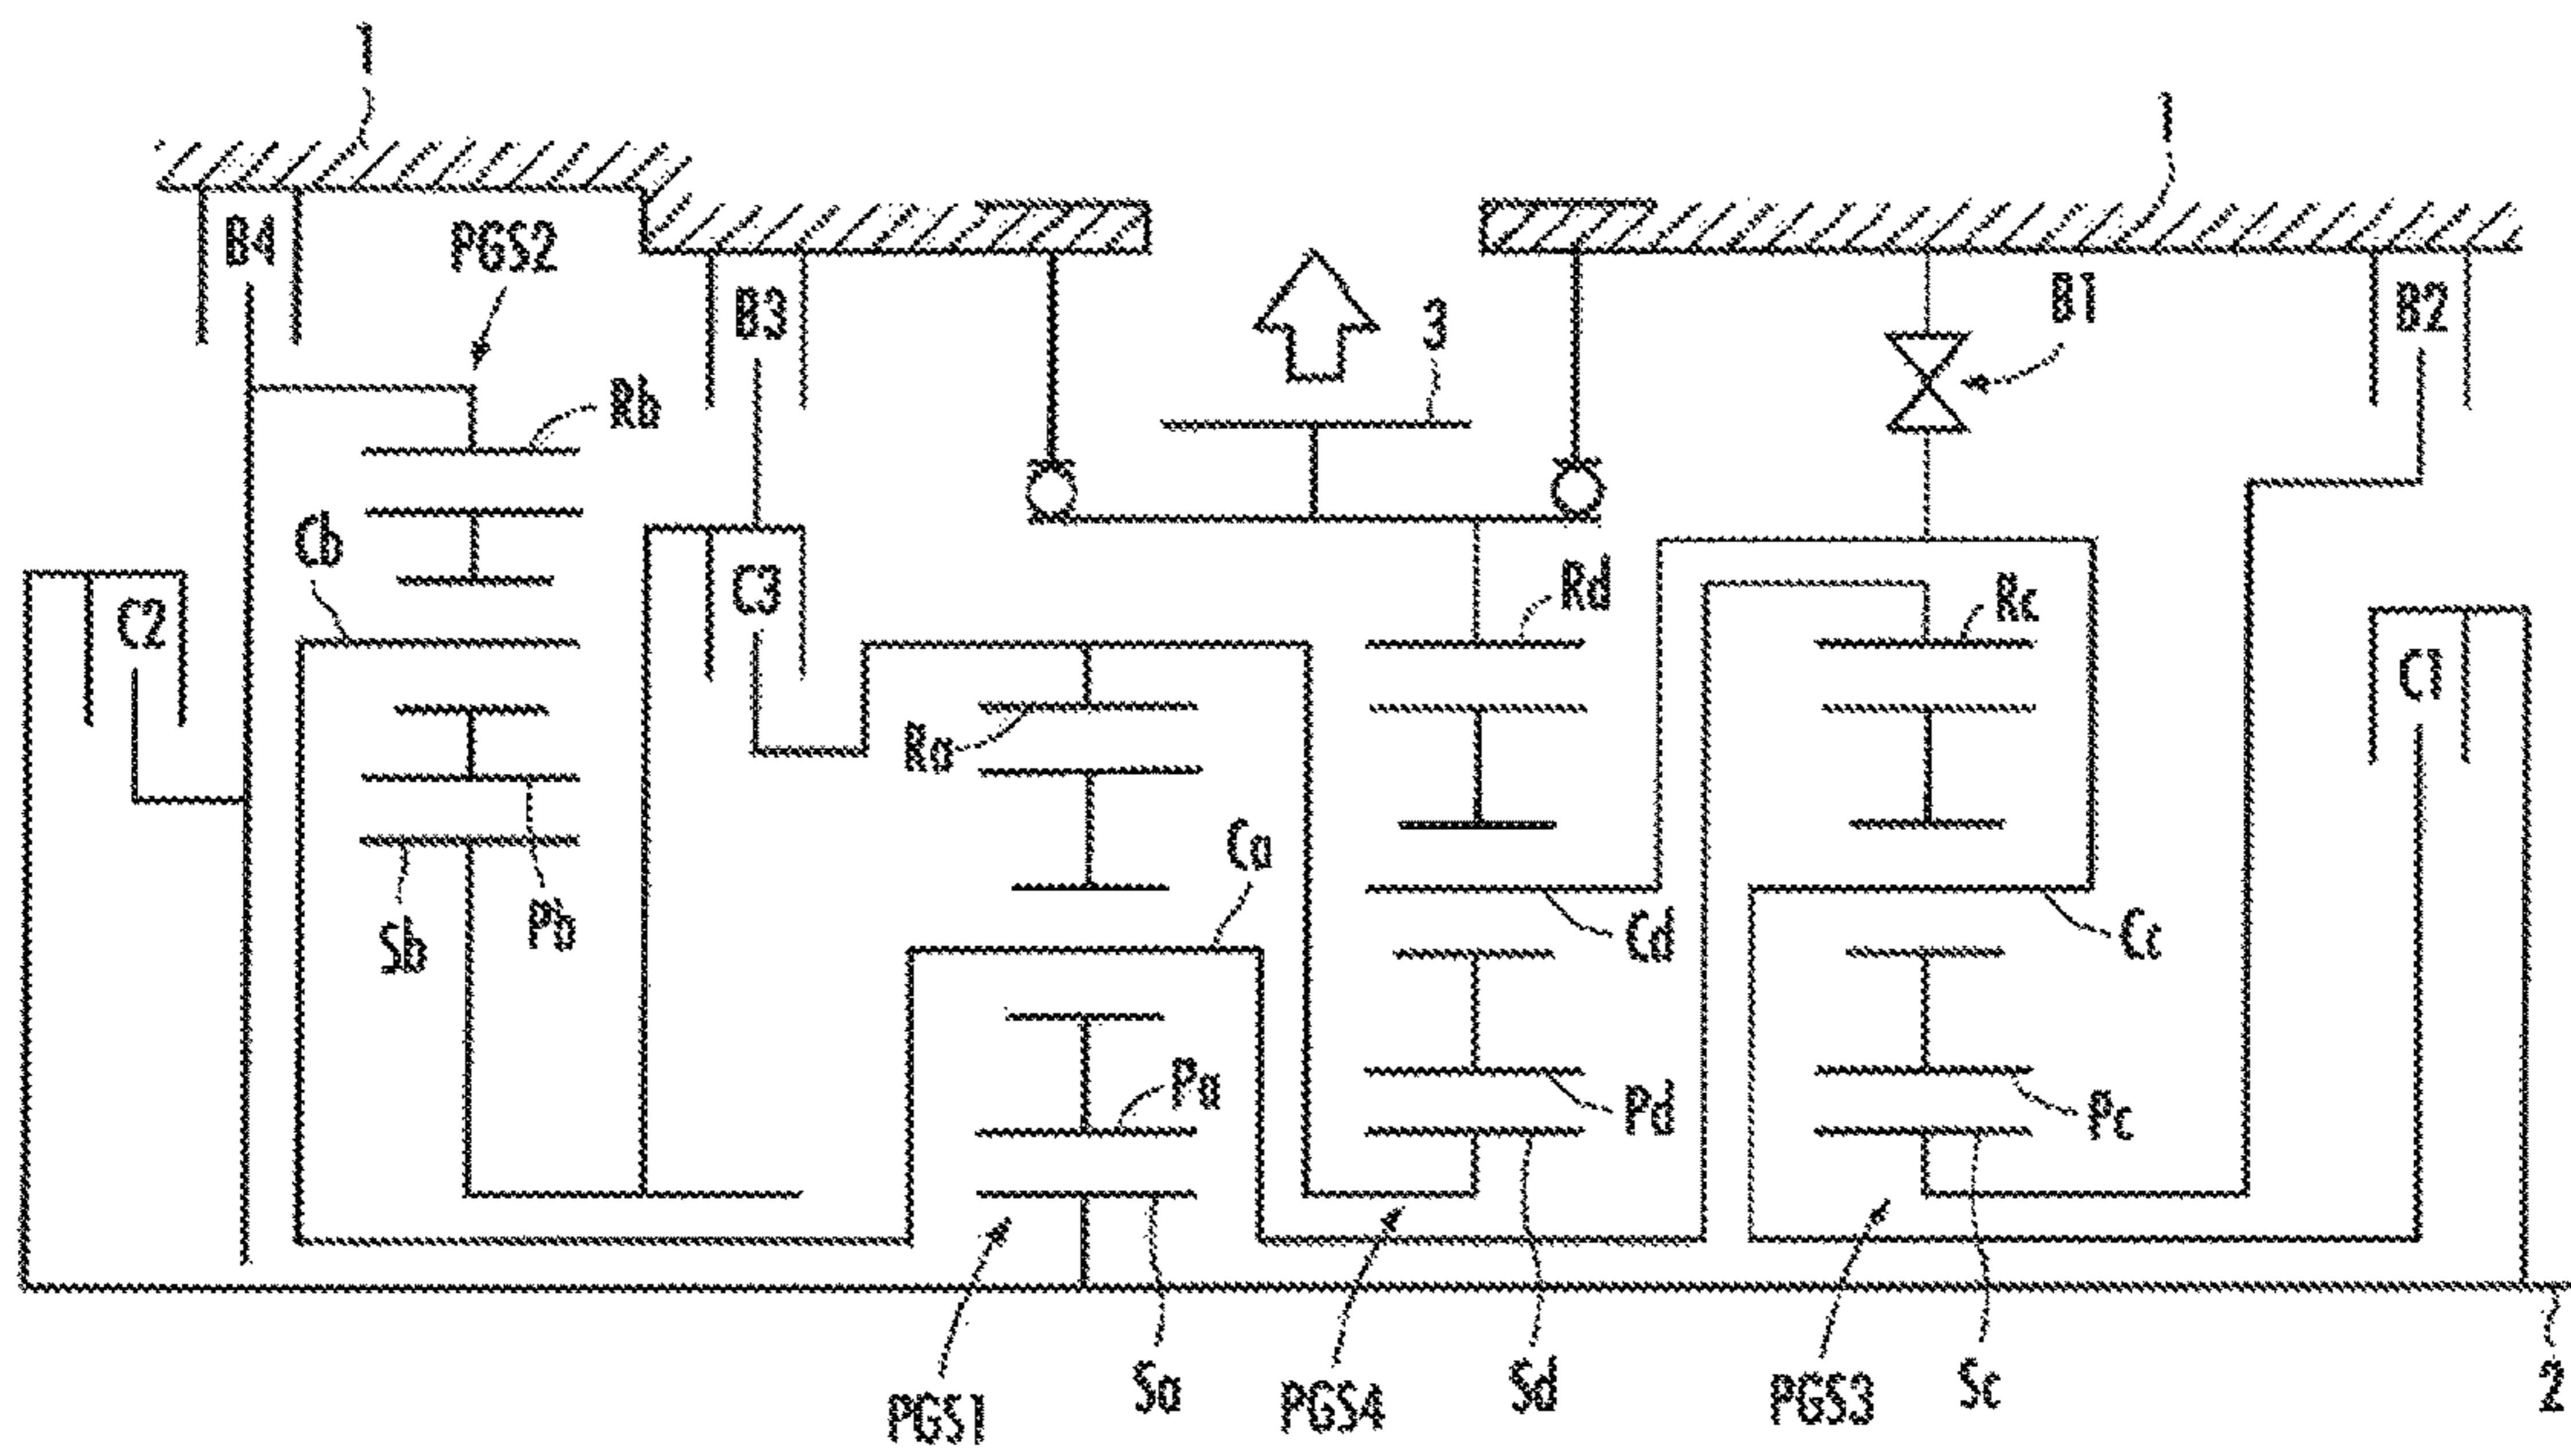 1
1
B4
PGS2
B3
3
B1
B2
Rb
Cb
C2
C3
Rd
Rc
C1
Ra
Ca
Sb
Pb
Cd
Cc
Pa
Pd
Pc
PGS1
Sa
PGS4
Sd
PGS3
Sc
2